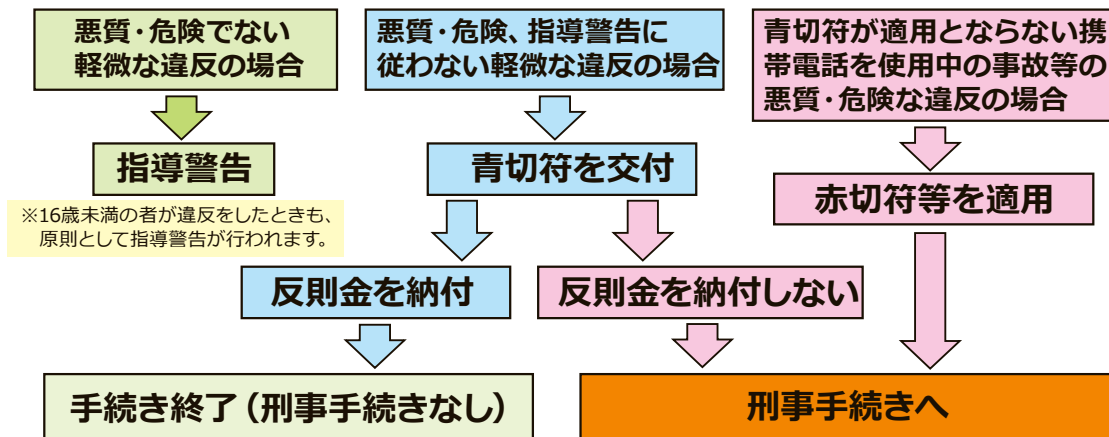 悪質・危険でない
軽微な違反の場合
悪質・危険、指導警告に
従わない軽微な違反の場合
青切符が適用とならない携
帯電話を使用中の事故等の
悪質・危険な違反の場合
指導警告
※16歳未満の者が違反をしたときも、
原則として指導警告が行われます。
青切符を交付
赤切符等を適用
反則金を納付
反則金を納付しない
手続き終了(刑事手続きなし)
刑事手続きへ